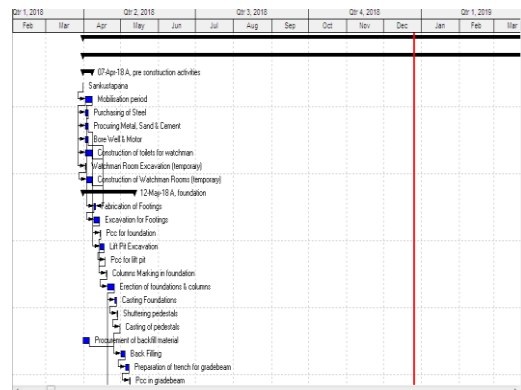 Qtr 1, 2018 Qtr 2, 2018 Qtr 3, 2018 Qtr 4, 2018 Qtr 1, 2019
Feb Mar Apr May Jun Jul Aug Sep Oct Nov Dec Jan Feb Mar
07-Apr-18 A, pre construction activities
Sankustapana
Mobilisation period
Purchasing of Steel
Procuring Metal, Sand & Cement
Bore Well & Motor
Construction of toilets for watchman
Watchman Room Excavation (temporary)
Construction of Watchman Rooms (temporary)
12-May-18 A, foundation
Fabrication of Footings
Excavation for Footings
Pcc for foundation
Lift Pit Excavation
Pcc for lift pit
Columns Marking in foundation
Erection of foundations & columns
Casting Foundations
Shuttering pedestals
Casting of pedestals
Procurement of backfill material
Back Filling
Preparation of trench for gradebeam
Pcc in gradebeam